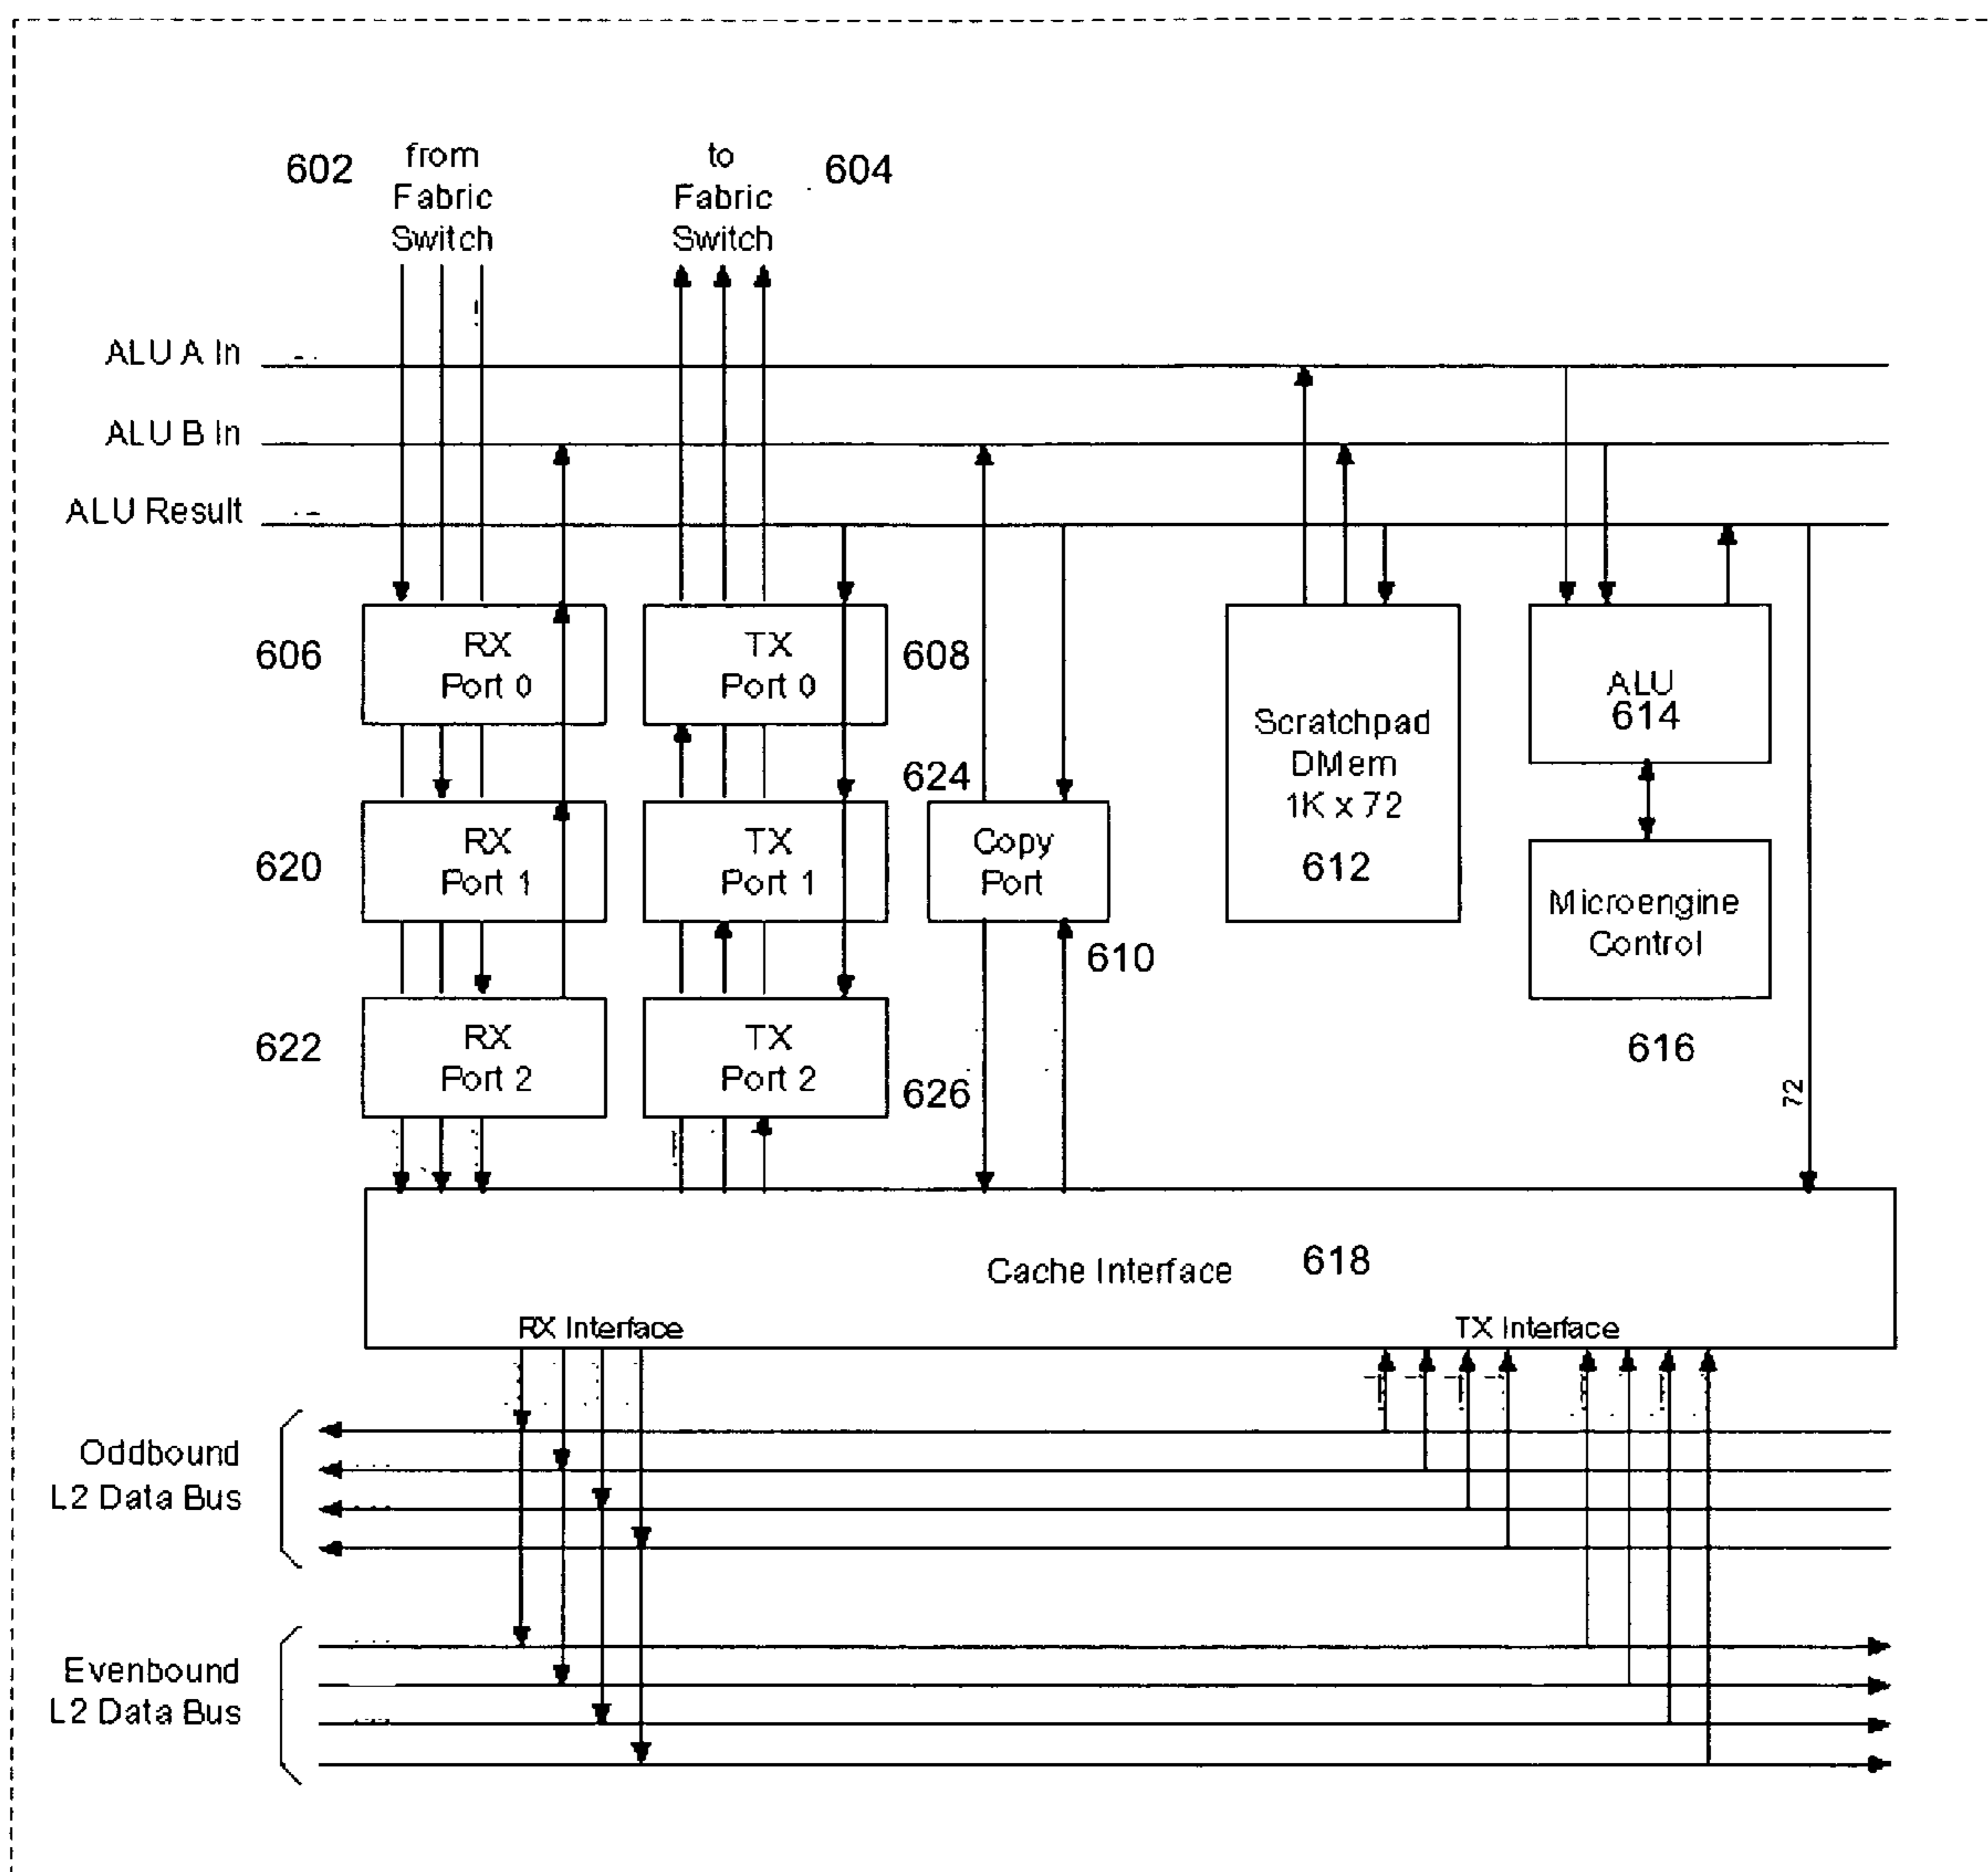 602
from
Fabric
Switch
to
Fabric
Switch
604
ALU A In
ALU B In
ALU Result
606
RX
Port 0
TX
Port 0
608
620
RX
Port 1
TX
Port 1
624
Copy
Port
610
622
RX
Port 2
TX
Port 2
626
Scratchpad
DMem
1K x 72
612
ALU
614
Microengine
Control
616
72
Cache Interface 618
RX Interface
TX Interface
Oddbound
L2 Data Bus
Evenbound
L2 Data Bus